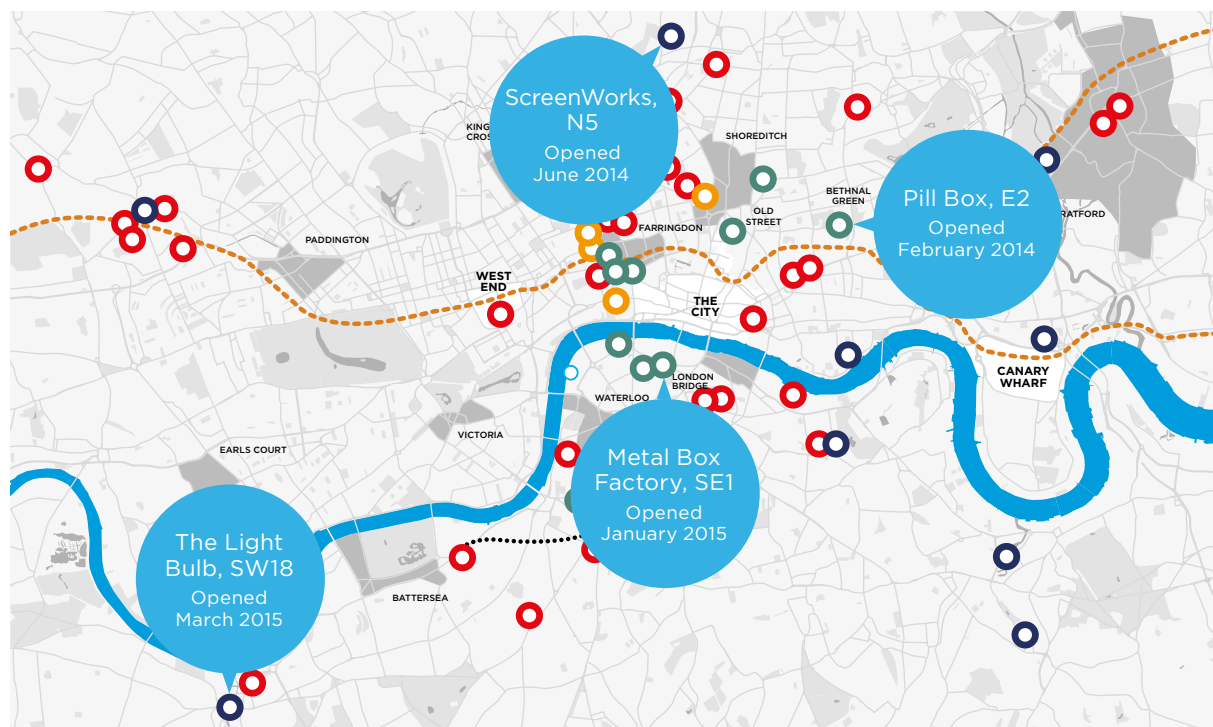 ScreenWorks,
N5
Opened
June 2014
KING
CROS
SHOREDITCH
BETHNAL
GREEN
Pill Box, E2
Opened
February 2014
RATFORD
OLD
STREET
FARRINGDON
PADDINGTON
WEST
END
THE
CITY
CANARY
WHARF
LONDON
BRIDGE
WATERLOO
VICTORIA
EARLS COURT
Metal Box
Factory, SE1
Opened
January 2015
The Light
Bulb, SW18
Opened
March 2015
BATTERSEA